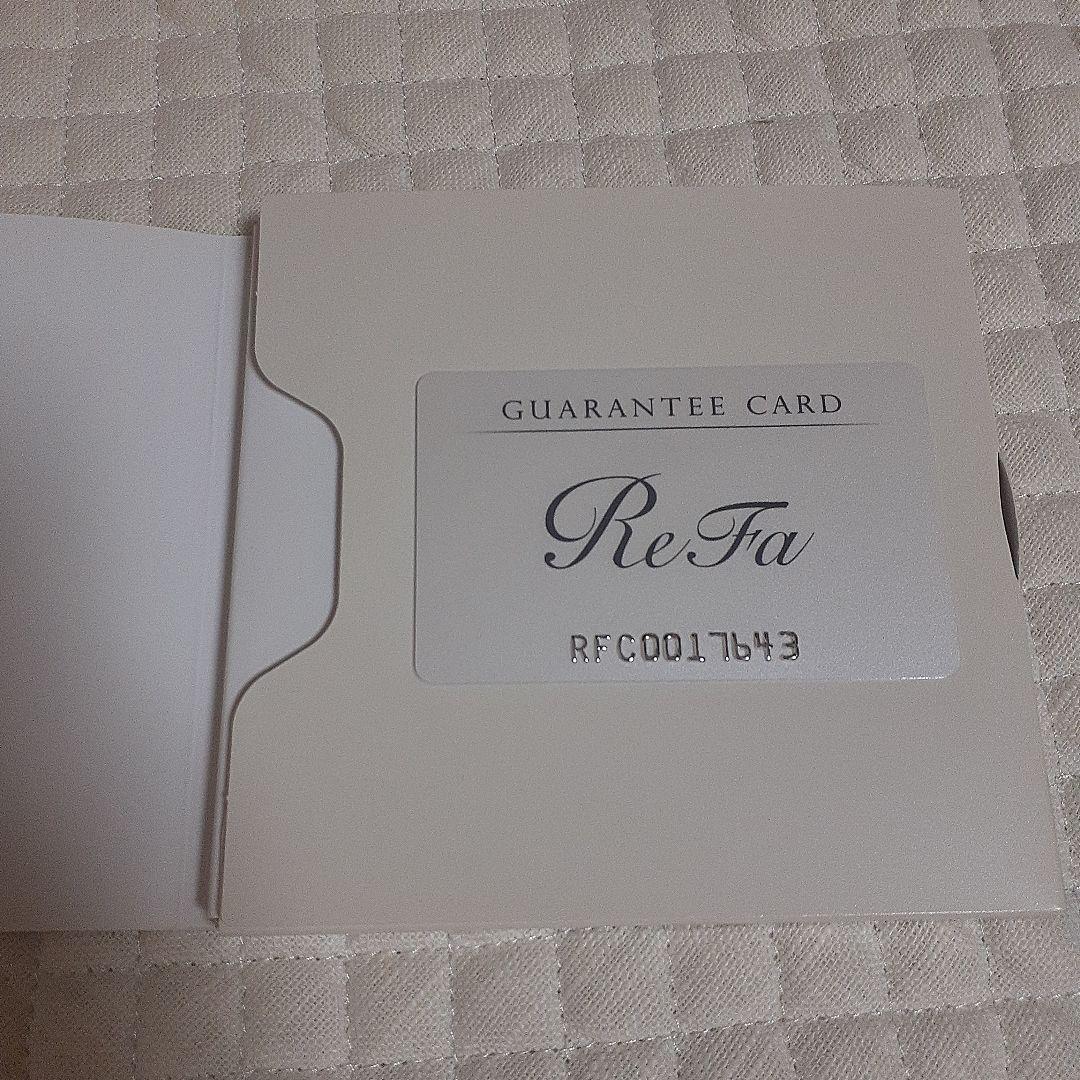 GUARANTEE CARD
ReFa
RFC0017643